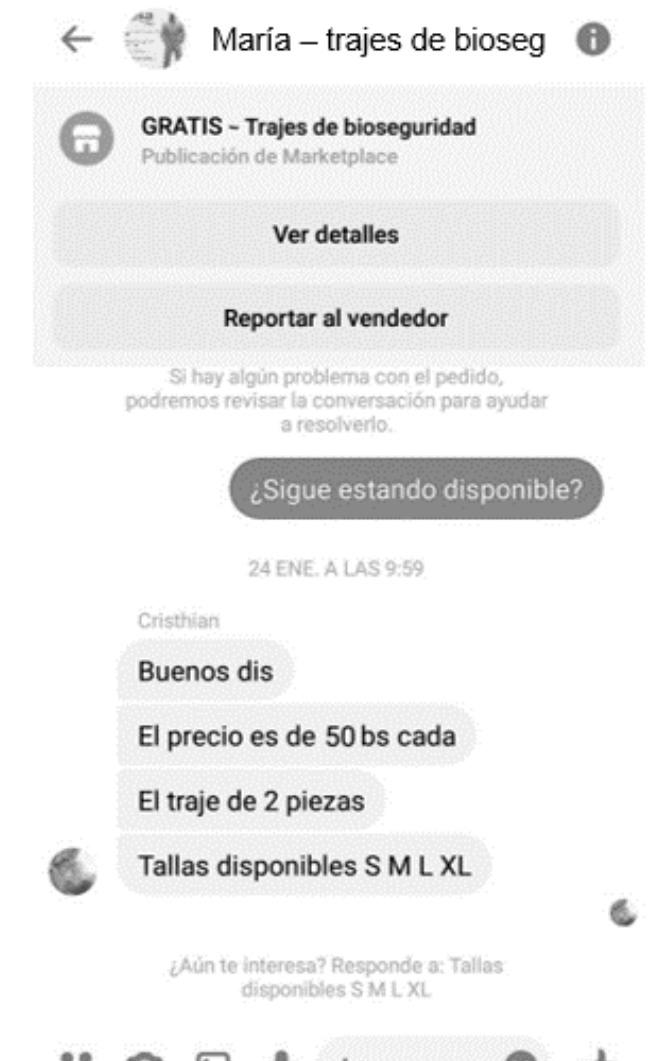 María – trajes de bioseg
GRATIS - Trajes de bioseguridad
Publicación de Marketplace
Ver detalles
Reportar al vendedor
Si hay algún problema con el pedido,
podremos revisar la conversación para ayudar
a resolverlo.
¿Sigue estando disponible?
24 ENE. A LAS 9:59
Cristhian
Buenos dis
El precio es de 50 bs cada
El traje de 2 piezas
Tallas disponibles S M L XL
¿Aún te interesa? Responde a: Tallas
disponibles S M L XL